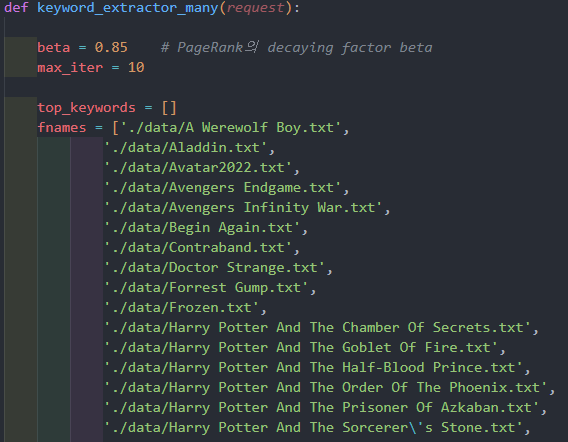 def keyword_extractor_many(request):
beta = 0.85    # PageRank의 decaying factor beta
max_iter = 10
top_keywords = []
fnames = ['./data/A Werewolf Boy.txt',
'./data/Aladdin.txt',
'./data/Avatar2022.txt',
'./data/Avengers Endgame.txt',
'./data/Avengers Infinity War.txt',
'./data/Begin Again.txt',
'./data/Contraband.txt',
'./data/Doctor Strange.txt',
'./data/Forrest Gump.txt',
'./data/Frozen.txt',
'./data/Harry Potter And The Chamber Of Secrets.txt',
'./data/Harry Potter And The Goblet Of Fire.txt',
'./data/Harry Potter And The Half-Blood Prince.txt',
'./data/Harry Potter And The Order Of The Phoenix.txt',
'./data/Harry Potter And The Prisoner Of Azkaban.txt',
'./data/Harry Potter And The Sorcerer\'s Stone.txt',